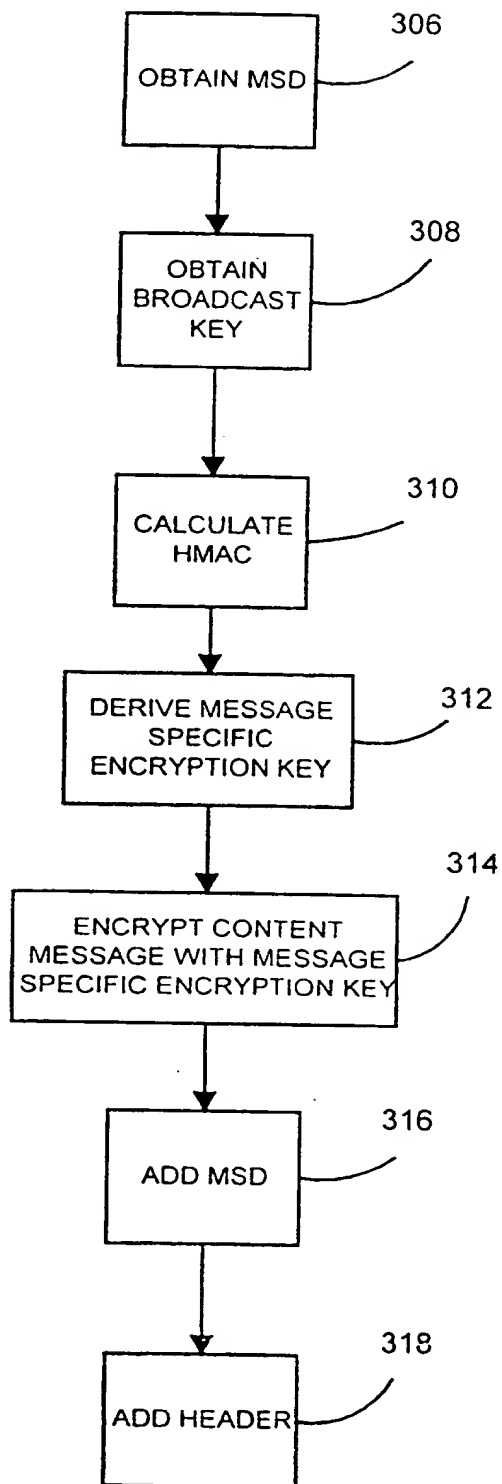 306
OBTAIN MSD
308
OBTAIN
BROADCAST
KEY
310
CALCULATE
HMAC
312
DERIVE MESSAGE
SPECIFIC
ENCRYPTION KEY
314
ENCRYPT CONTENT
MESSAGE WITH MESSAGE
SPECIFIC ENCRYPTION KEY
316
ADD MSD
318
ADD HEADER